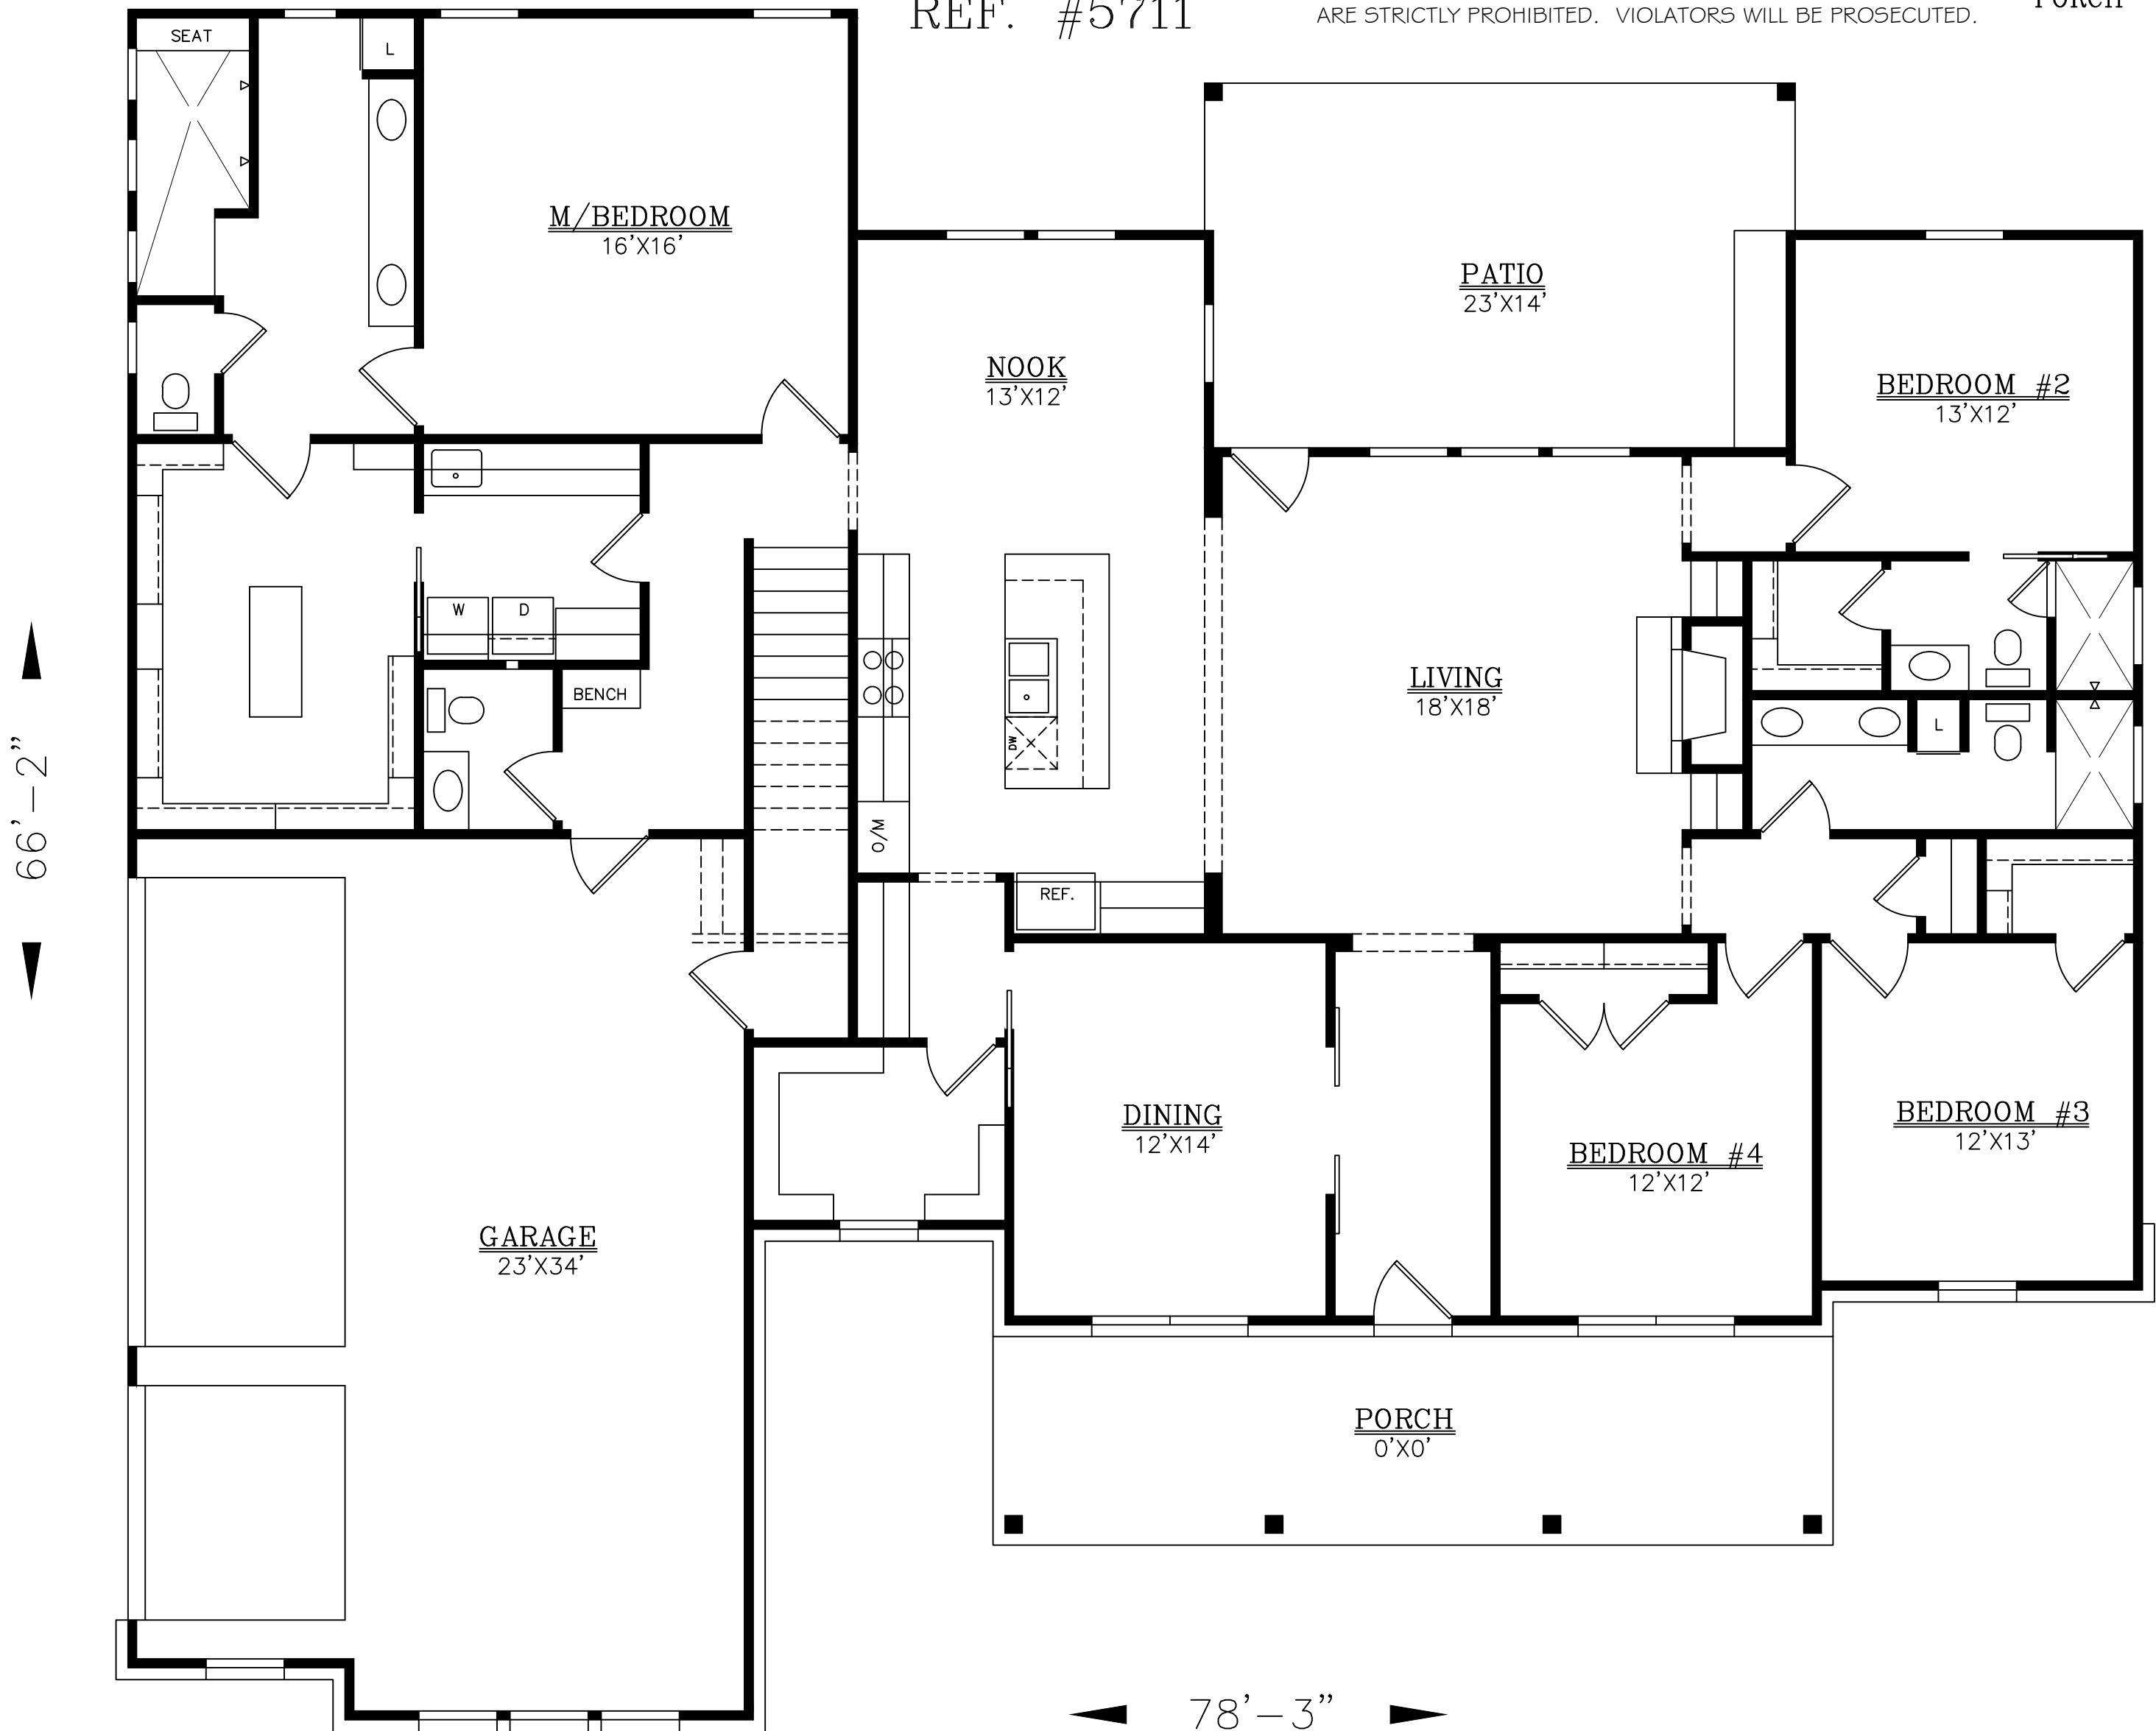 REF. #5711
ARE STRICTLY PROHIBITED. VIOLATORS WILL BE PROSECUTED.
PORCH
SEAT
L
M/BEDROOM
16'X16'
PATIO
23'X14'
NOOK
13'X12'
BEDROOM #2
13'X12'
W
D
BENCH
LIVING
18'X18'
DW
L
O/M
REF.
66'-2"
DINING
12'X14'
BEDROOM #4
12'X12'
BEDROOM #3
12'X13'
GARAGE
23'X34'
PORCH
0'X0'
78'-3"